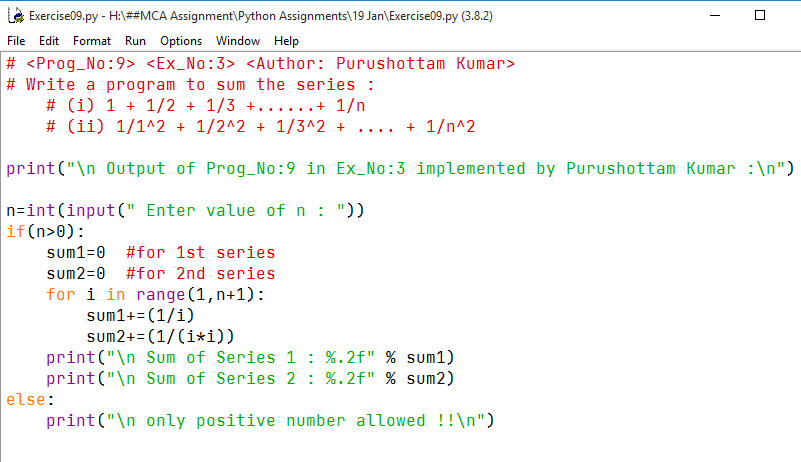 Exercise09.py - H:\##MCA Assignment\Python Assignments\19 Jan\Exercise09.py (3.8.2)
File Edit Format Run Options Window Help
# <Prog_No:9> <Ex_No:3> <Author: Purushottam Kumar>
# Write a program to sum the series :
    # (i) 1 + 1/2 + 1/3 +......+ 1/n
    # (ii) 1/1^2 + 1/2^2 + 1/3^2 + .... + 1/n^2

print("\n Output of Prog_No:9 in Ex_No:3 implemented by Purushottam Kumar :\n")

n=int(input(" Enter value of n : "))
if(n>0):
    sum1=0  #for 1st series
    sum2=0  #for 2nd series
    for i in range(1,n+1):
        sum1+=(1/i)
        sum2+=(1/(i*i))
    print("\n Sum of Series 1 : %.2f" % sum1)
    print("\n Sum of Series 2 : %.2f" % sum2)
else:
    print("\n only positive number allowed !!\n")